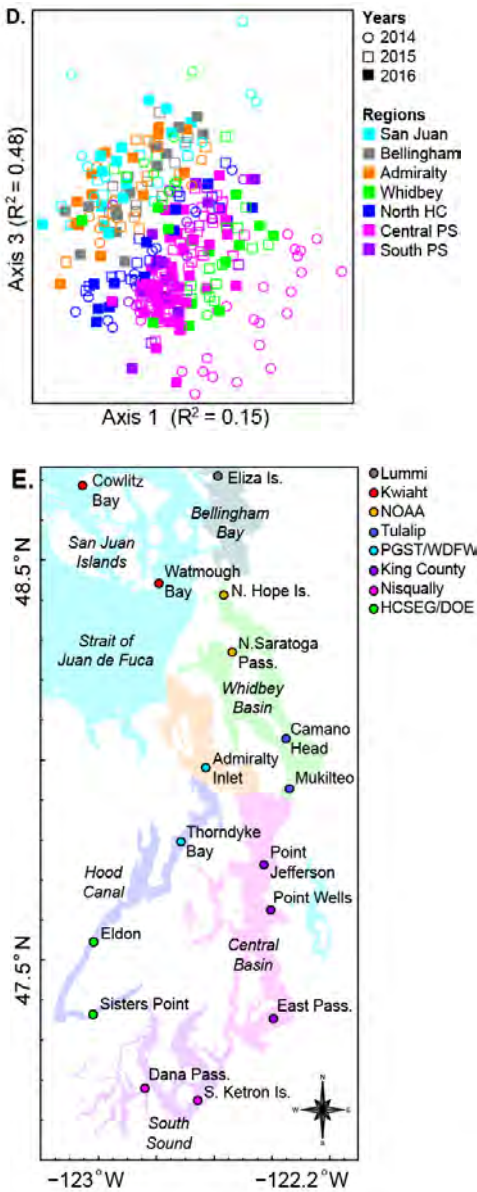 D.
Years
2014
2015
2016
Regions
San Juan
Bellingham
Admiralty
Whidbey
North HC
Central PS
South PS
Axis 3 (R² = 0.48)
Axis 1 (R² = 0.15)
E.
Cowlitz
Bay
Eliza Is.
Bellingham
Bay
San Juan
Islands
Watmough
Bay
N. Hope Is.
Strait of
Juan de Fuca
N.Saratoga
Pass.
Whidbey
Basin
Camano
Head
Admiralty
Inlet
Mukilteo
Thorndyke
Bay
Point
Jefferson
Hood
Canal
Point Wells
Eldon
Central
Basin
Sisters Point
East Pass.
Dana Pass.
S. Ketron Is.
South
Sound
N
W
E
S
48.5°N
47.5°N
−123°W
−122.2°W
Lummi
Kwiaht
NOAA
Tulalip
PGST/WDFW
King County
Nisqually
HCSEG/DOE